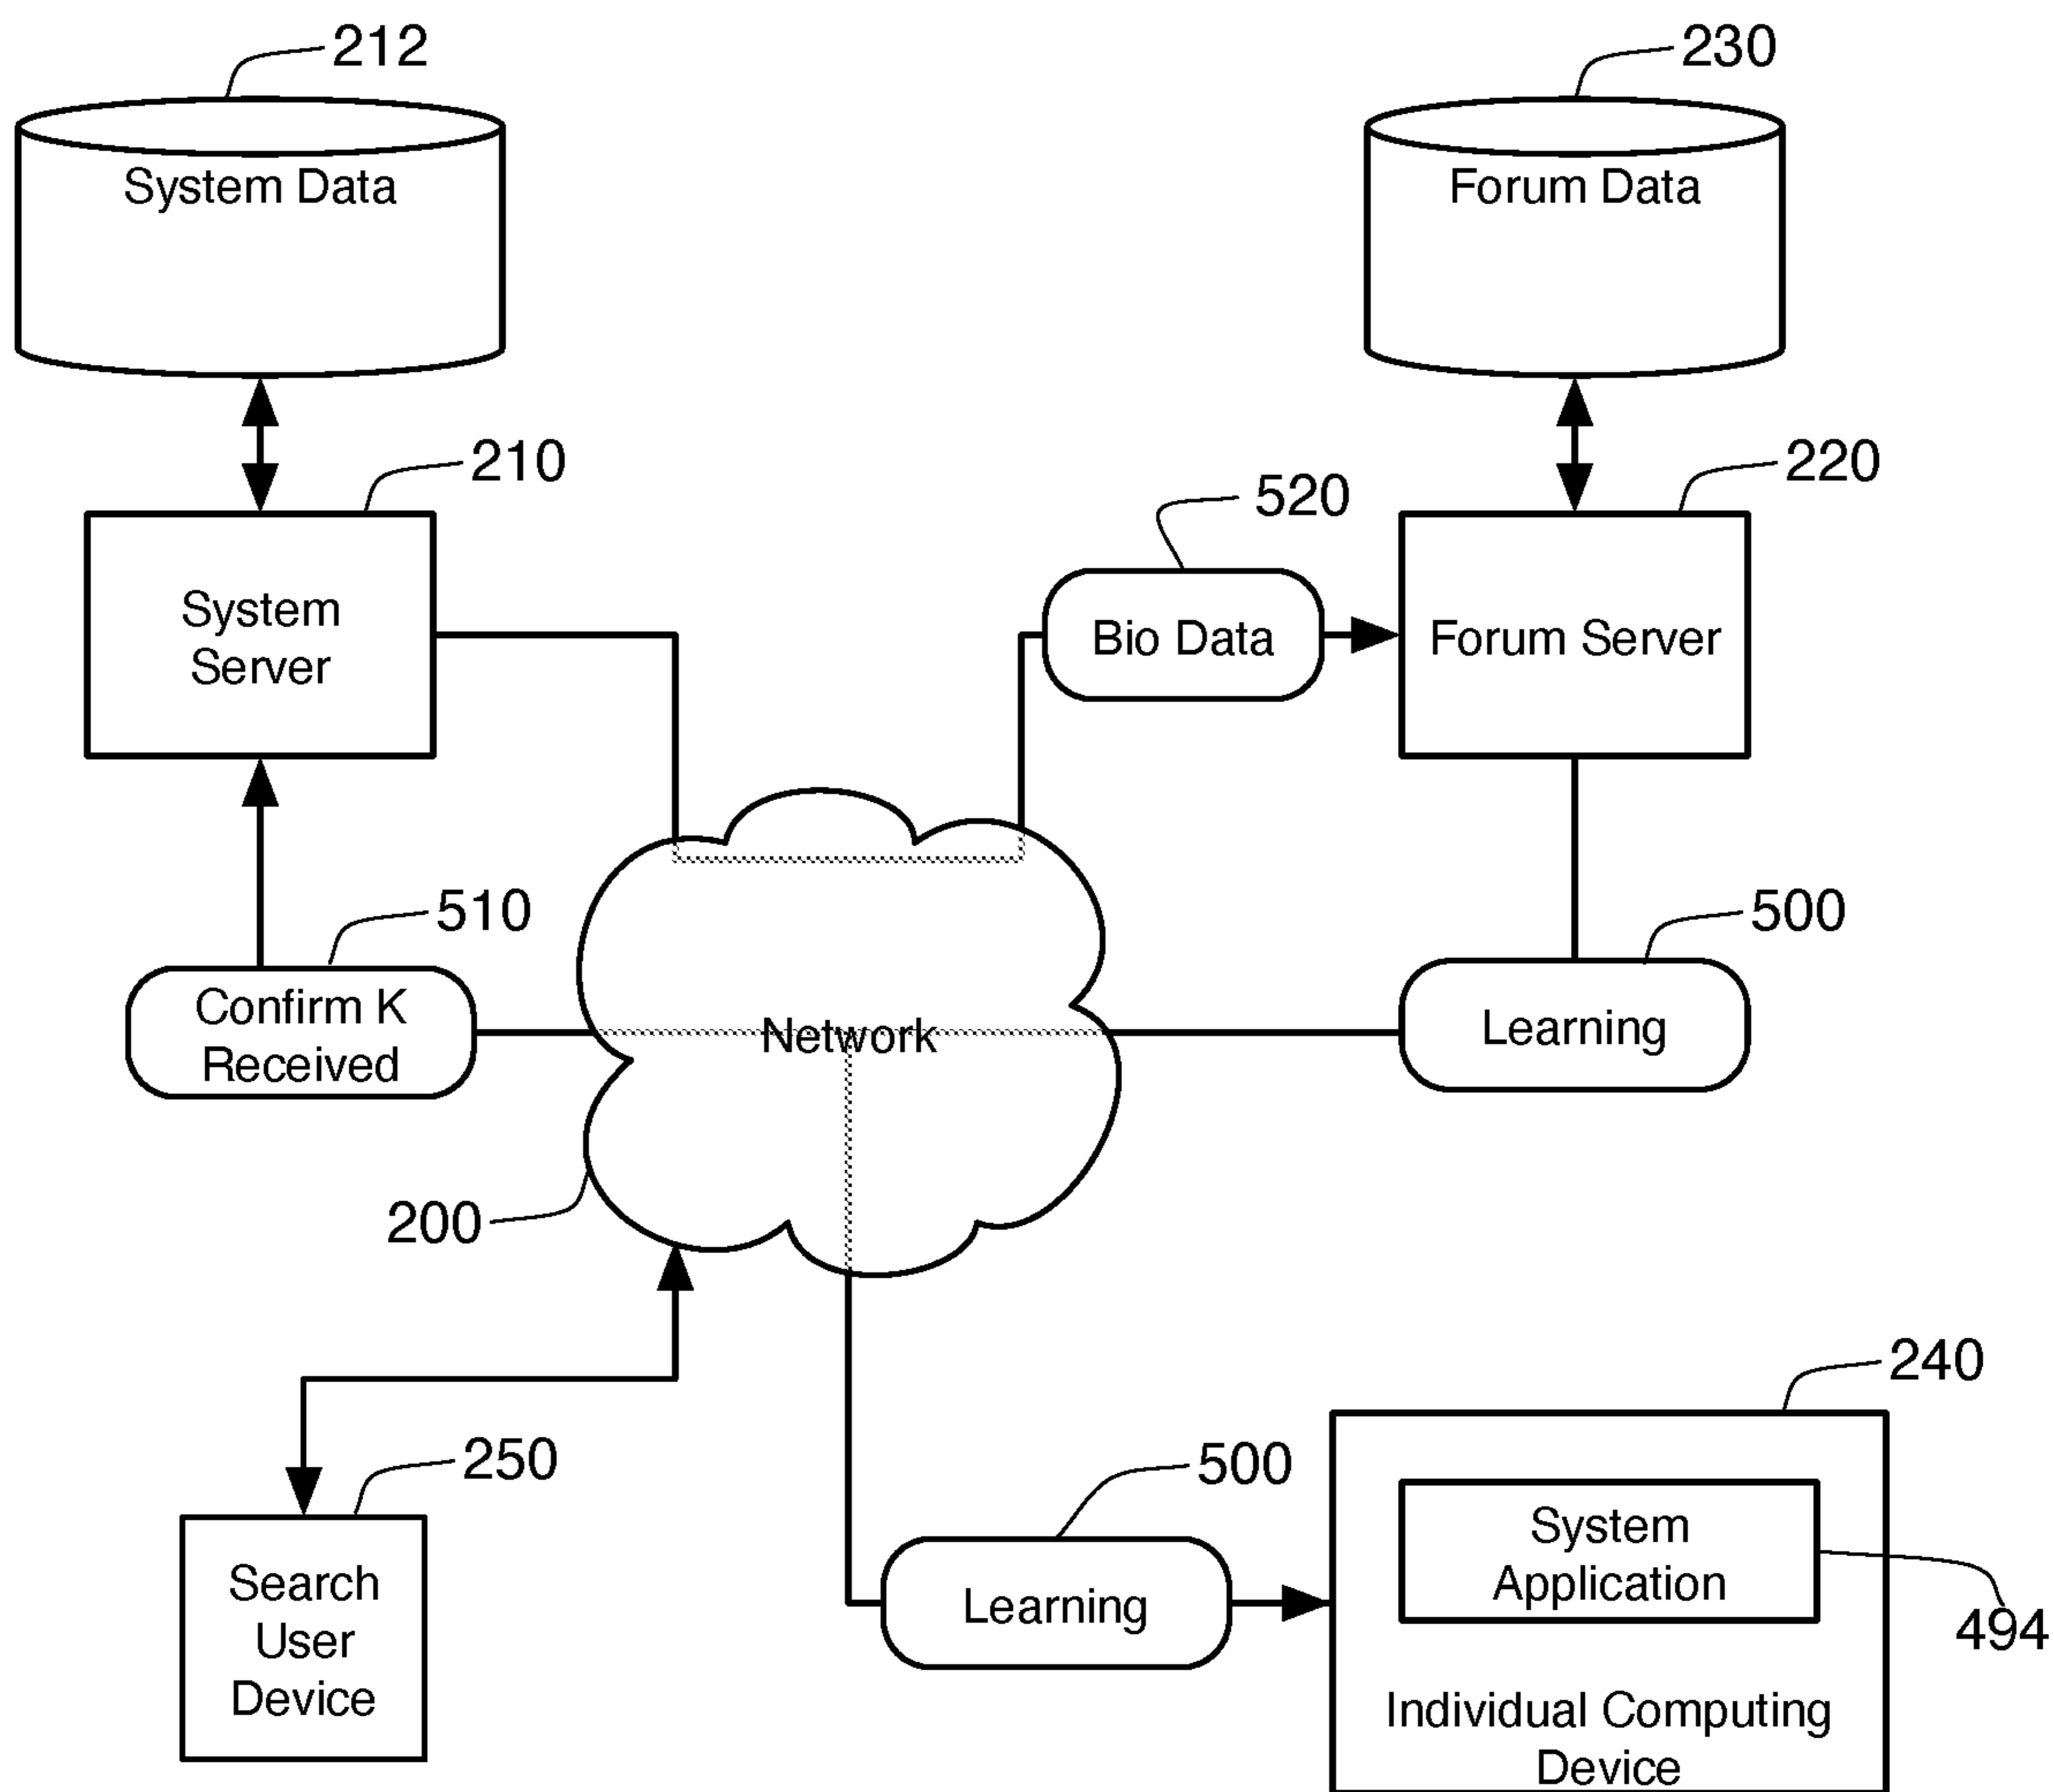 212
230
System Data
Forum Data
210
220
520
System
Server
Bio Data
Forum Server
510
500
Confirm K
Received
Network
Learning
200
240
250
500
System
Application
Search
User
Device
Learning
494
Individual Computing
Device